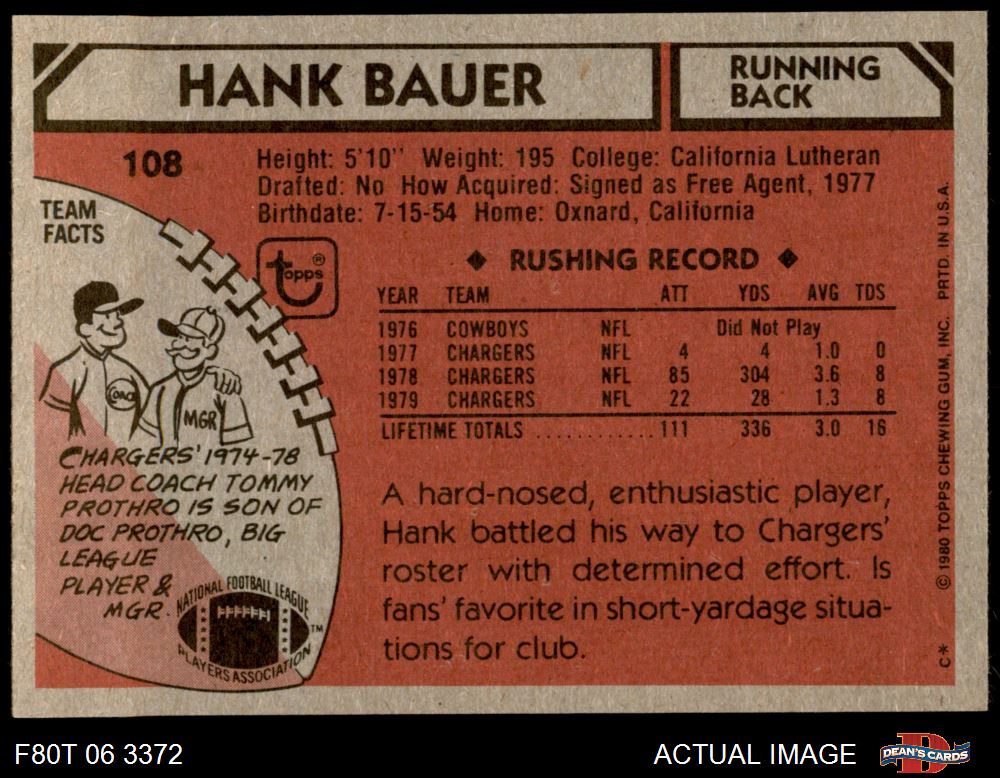 HANK BAUER
RUNNING
BACK
108
Height: 5'10" Weight: 195 College: California Lutheran
Drafted: No How Acquired: Signed as Free Agent, 1977
Birthdate: 7-15-54 Home: Oxnard, California
TEAM
FACTS
topps®
COAC
MGR
CHARGERS' 1974-78
HEAD COACH TOMMY
PROTHRO IS SON OF
DOC PROTHRO, BIG
LEAGUE
PLAYER &
MGR.
NATIONAL FOOTBALL LEAGUE
PLAYERS ASSOCIATION ™
◆ RUSHING RECORD ◆
YEAR TEAM ATT YDS AVG TDS
1976 COWBOYS NFL Did Not Play
1977 CHARGERS NFL 4 4 1.0 0
1978 CHARGERS NFL 85 304 3.6 8
1979 CHARGERS NFL 22 28 1.3 8
LIFETIME TOTALS ............ 111 336 3.0 16
A hard-nosed, enthusiastic player,
Hank battled his way to Chargers'
roster with determined effort. Is
fans' favorite in short-yardage situa-
tions for club.
C* © 1980 TOPPS CHEWING GUM, INC. PRTD. IN U.S.A.
F80T 06 3372
ACTUAL IMAGE
DEAN'S CARDS